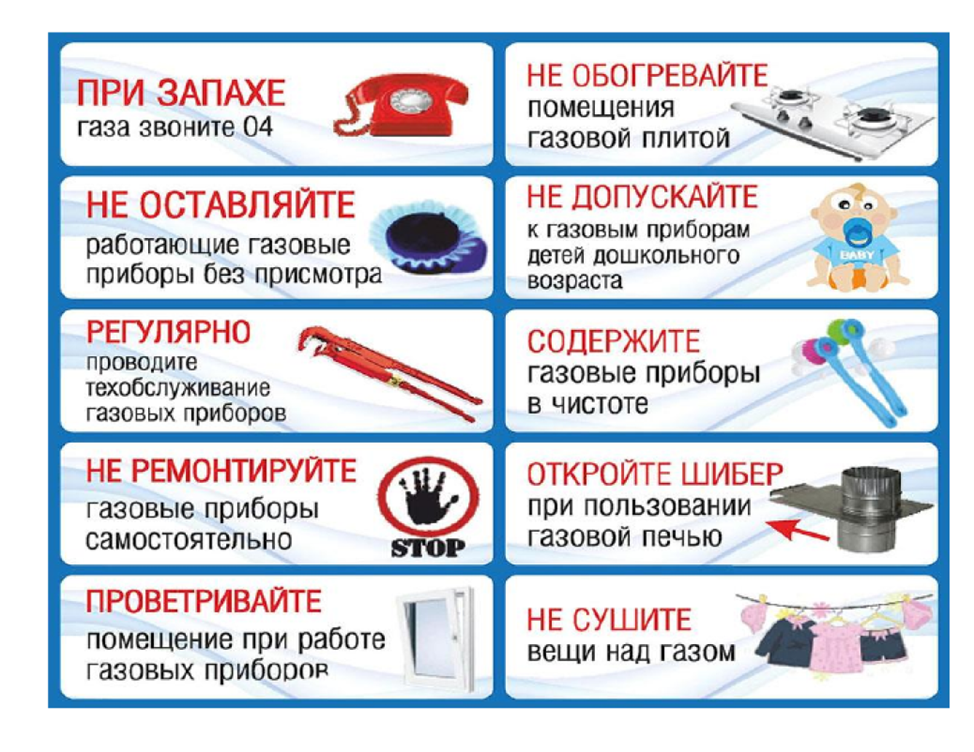 ПРИ ЗАПАХЕ
газа звоните 04
НЕ ОБОГРЕВАЙТЕ
помещения
газовой плитой
НЕ ОСТАВЛЯЙТЕ
работающие газовые
приборы без присмотра
НЕ ДОПУСКАЙТЕ
к газовым приборам
детей дошкольного
возраста
BABY
РЕГУЛЯРНО
проводите
техобслуживание
газовых приборов
СОДЕРЖИТЕ
газовые приборы
в чистоте
НЕ РЕМОНТИРУЙТЕ
газовые приборы
самостоятельно
STOP
ОТКРОЙТЕ ШИБЕР
при пользовании
газовой печью
ПРОВЕТРИВАЙТЕ
помещение при работе
газовых приборов
НЕ СУШИТЕ
вещи над газом